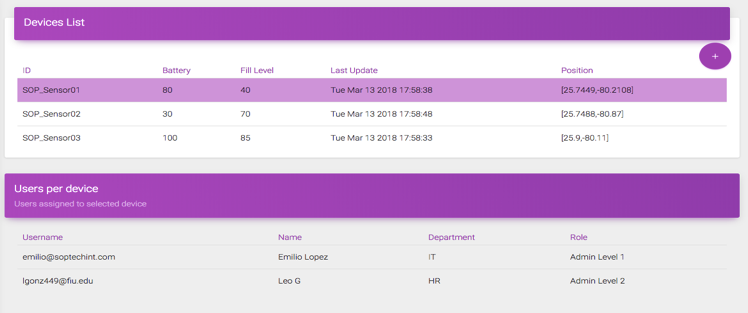 Devices List
+
ID Battery Fill Level Last Update Position
SOP_Sensor01 80 40 Tue Mar 13 2018 17:58:38 [25.7449,-80.2108]
SOP_Sensor02 30 70 Tue Mar 13 2018 17:58:48 [25.7488,-80.87]
SOP_Sensor03 100 85 Tue Mar 13 2018 17:58:33 [25.9,-80.11]
Users per device
Users assigned to selected device
Username Name Department Role
emilio@soptechint.com Emilio Lopez IT Admin Level 1
lgonz449@fiu.edu Leo G HR Admin Level 2